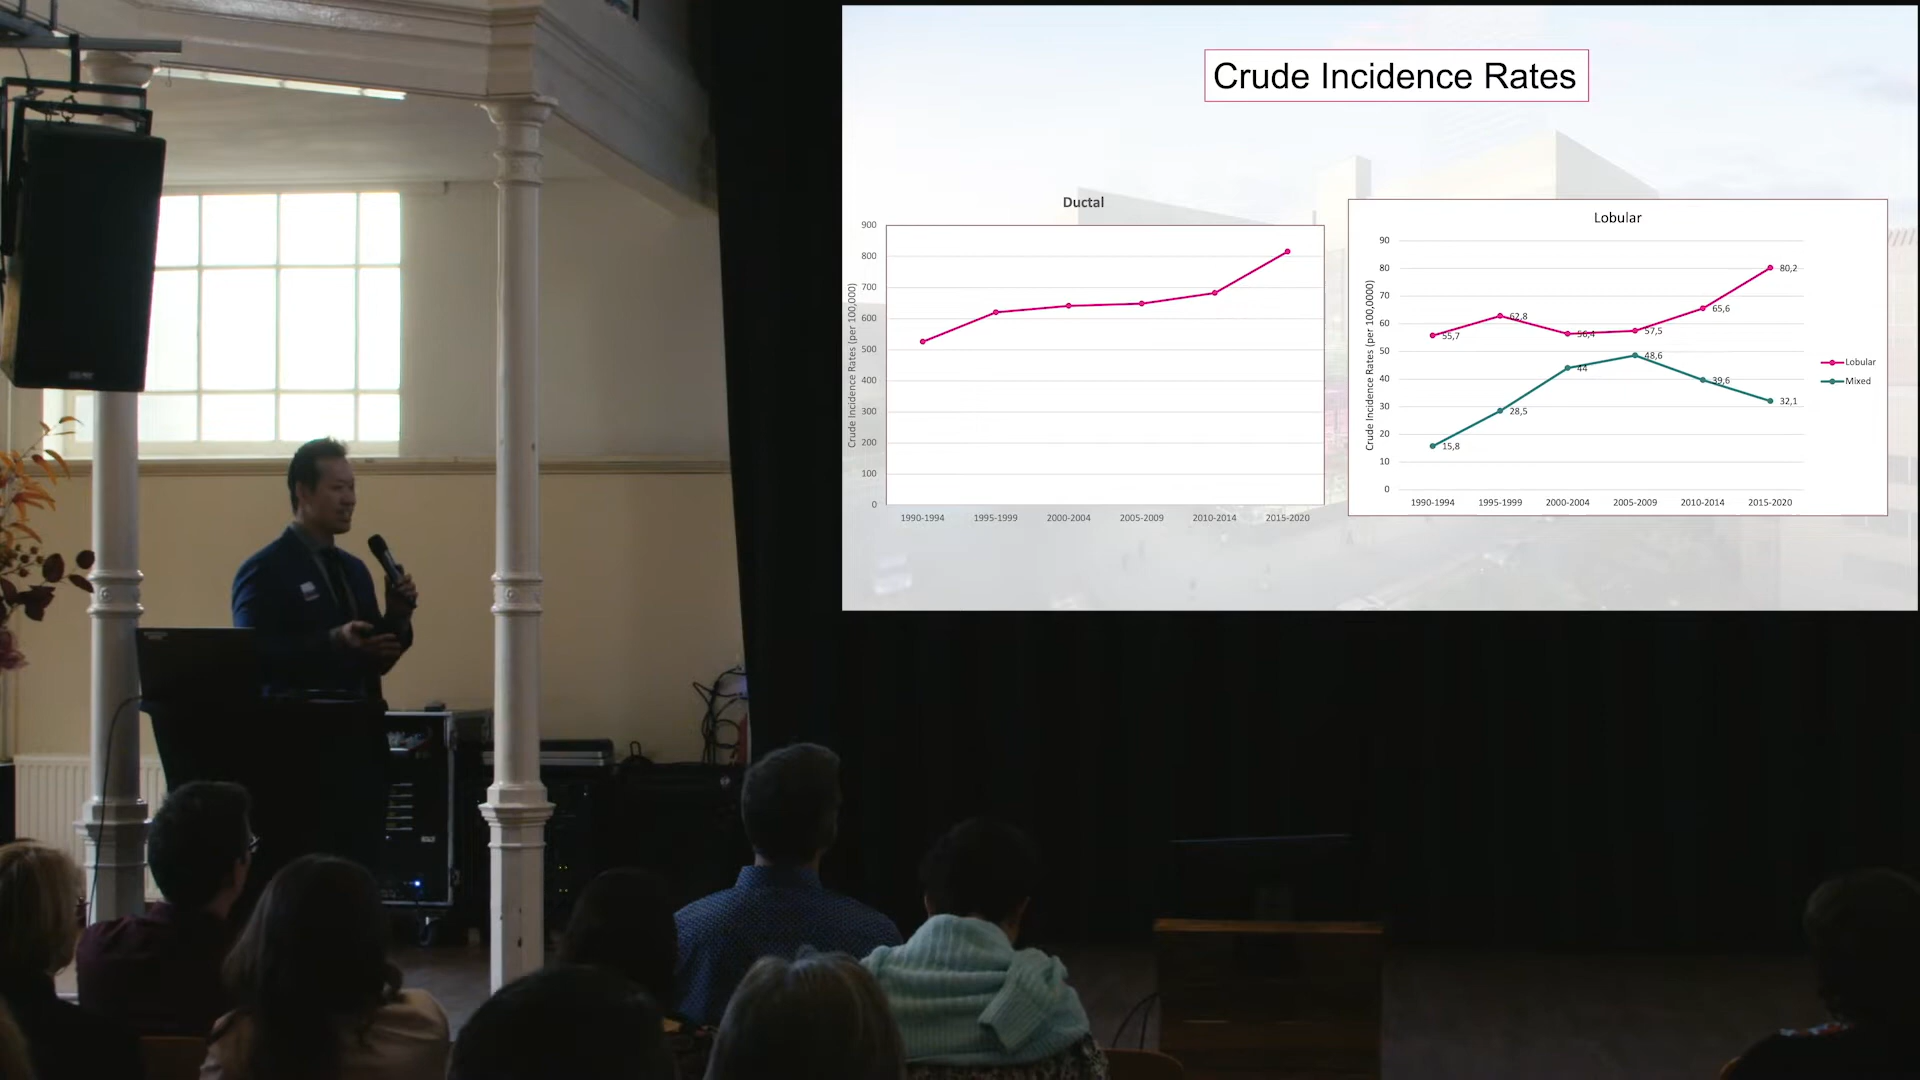 Crude Incidence Rates
Ductal
Crude Incidence Rates (per 100,000)
900
800
700
600
500
400
300
200
100
0
1990-1994 1995-1999 2000-2004 2005-2009 2010-2014 2015-2020
Lobular
Crude Incidence Rates (per 100,0000)
90
80
70
60
50
40
30
20
10
0
55,7 62,8 56,4 57,5 65,6 80,2
15,8 28,5 44 48,6 39,6 32,1
1990-1994 1995-1999 2000-2004 2005-2009 2010-2014 2015-2020
Lobular
Mixed